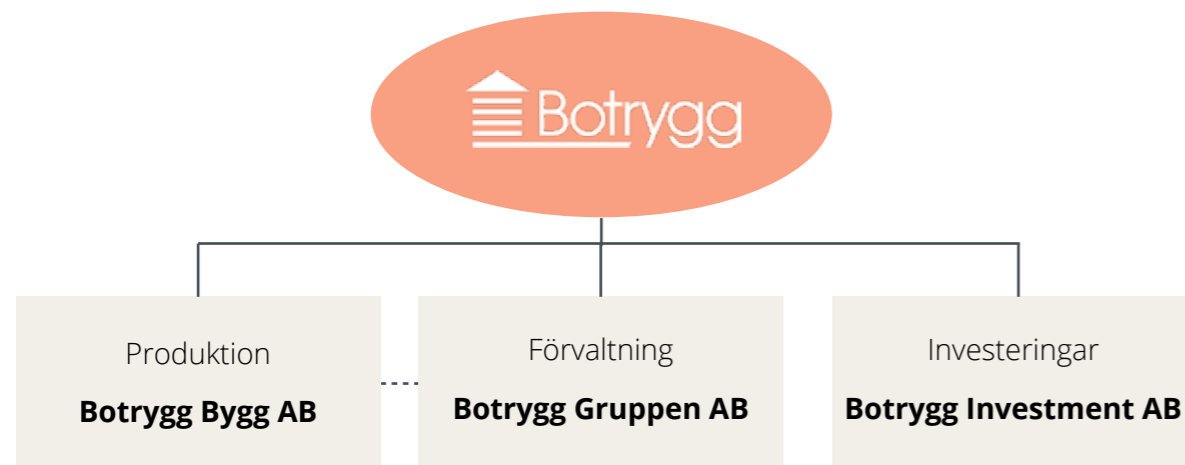 Botrygg
Produktion
Botrygg Bygg AB
Förvaltning
Botrygg Gruppen AB
Investeringar
Botrygg Investment AB